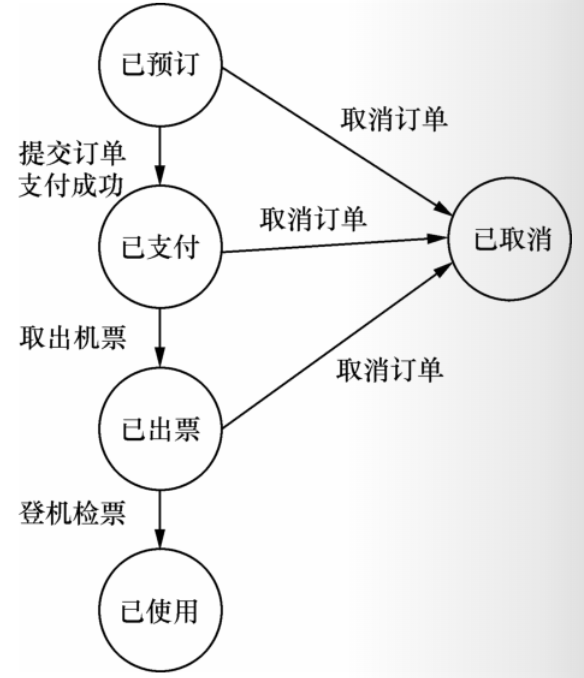 已预订
取消订单
提交订单
支付成功
取消订单
已支付
已取消
取出机票
取消订单
已出票
登机检票
已使用